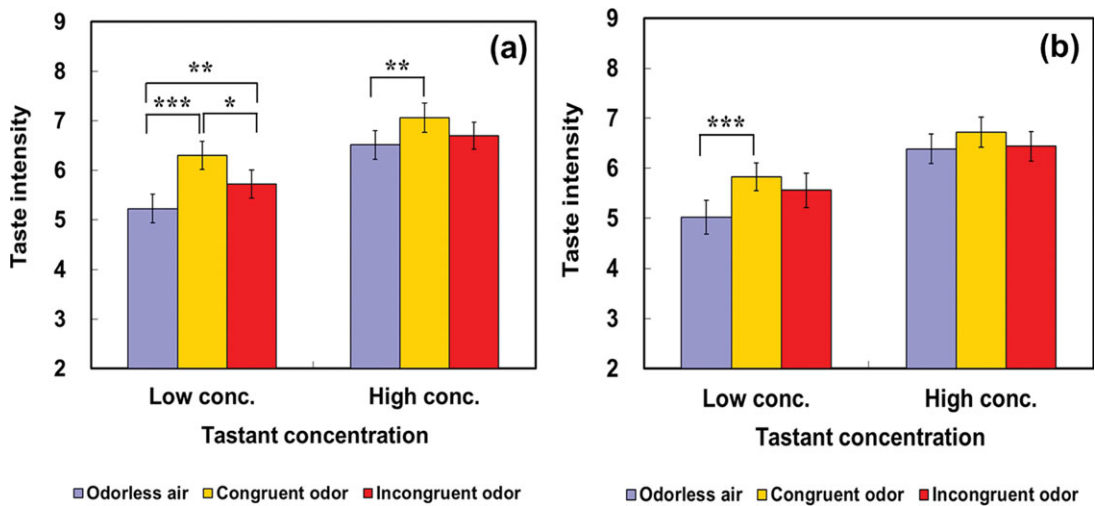 (a)
Taste intensity
9
8
7
6
5
4
3
2
**
***
*
**
Low conc.
High conc.
Tastant concentration
Odorless air
Congruent odor
Incongruent odor
(b)
Taste intensity
9
8
7
6
5
4
3
2
***
Low conc.
High conc.
Tastant concentration
Odorless air
Congruent odor
Incongruent odor